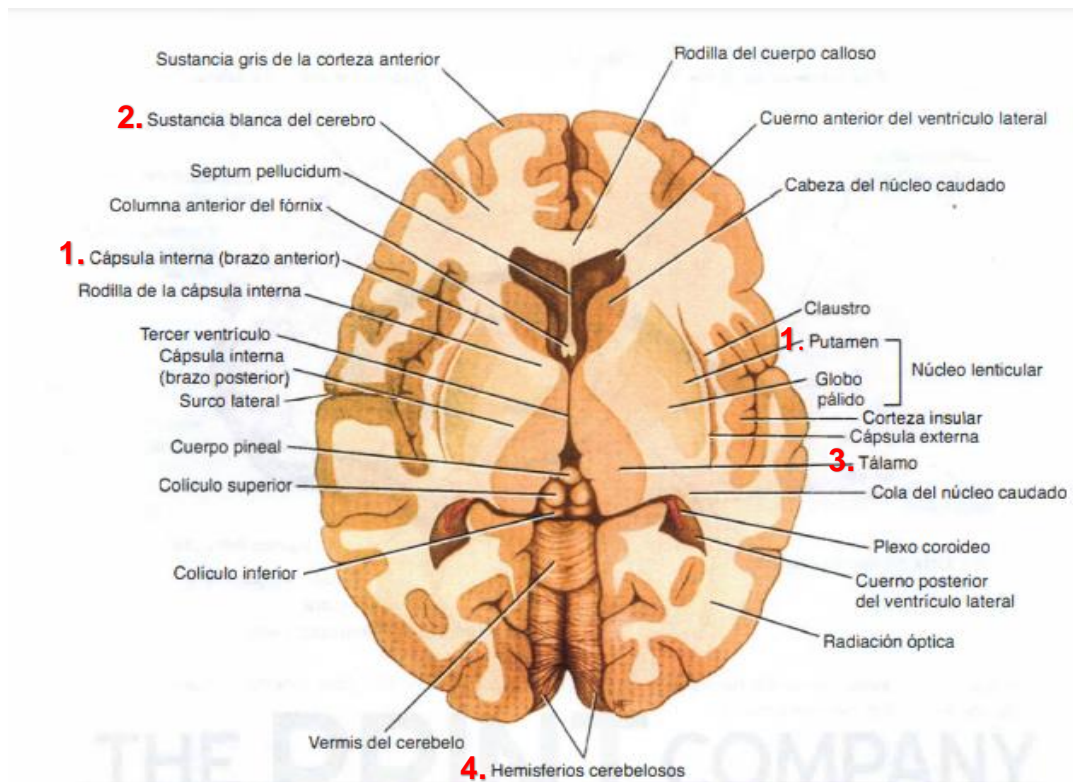 Sustancia gris de la corteza anterior
2. Sustancia blanca del cerebro
Septum pellucidum
Columna anterior del fórnix
1. Cápsula interna (brazo anterior)
Rodilla de la cápsula interna
Tercer ventrículo
Cápsula interna
(brazo posterior)
Surco lateral
Cuerpo pineal
Colículo superior
Colículo inferior
Vermis del cerebelo
4. Hemisferios cerebelosos
Rodilla del cuerpo calloso
Cuerno anterior del ventrículo lateral
Cabeza del núcleo caudado
Claustro
1. Putamen
Núcleo lenticular
Globo
pálido
Corteza insular
Cápsula externa
3. Tálamo
Cola del núcleo caudado
Plexo coroideo
Cuerno posterior
del ventrículo lateral
Radiación óptica
THE PRINT COMPANY